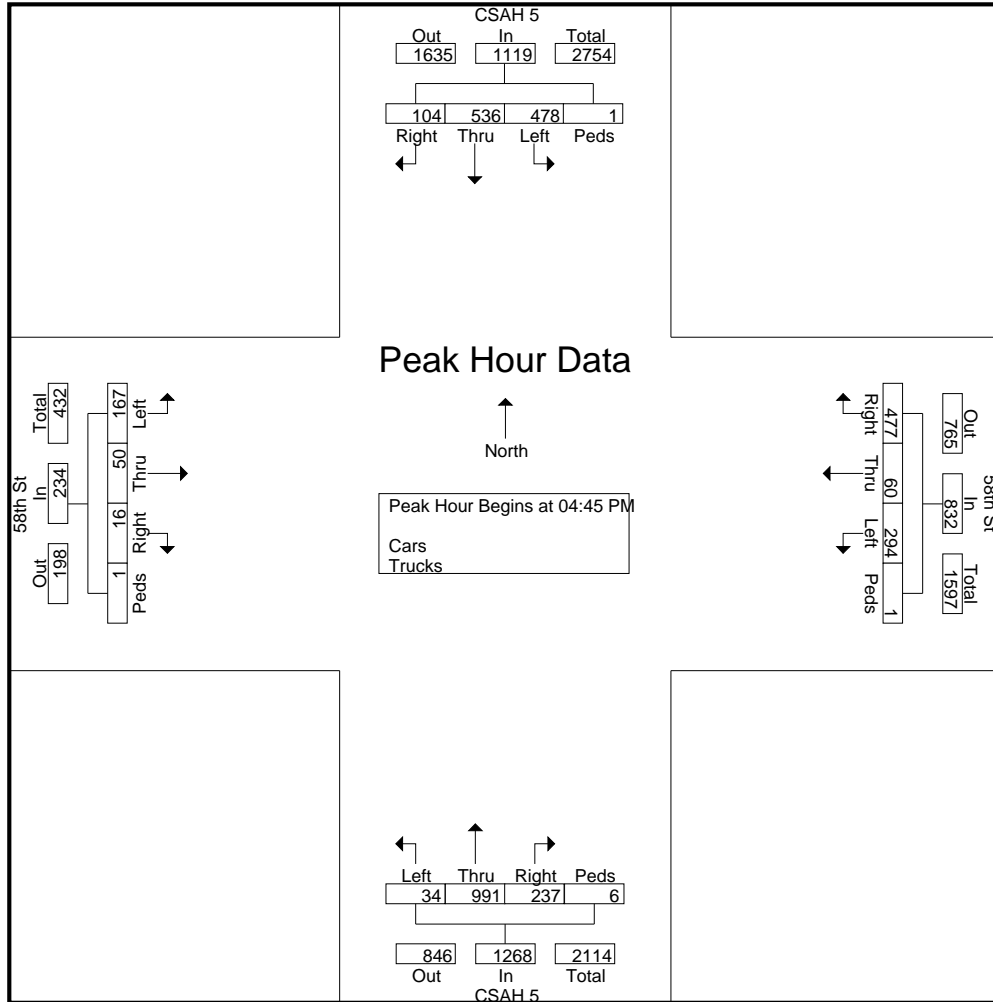 CSAH 5
Out In Total
1635 1119 2754
104 536 478 1
Right Thru Left Peds
Peak Hour Data
North
Peak Hour Begins at 04:45 PM
Cars
Trucks
58th St
Total In Out
432 234 198
167 50 16 1
Left Thru Right Peds
58th St
Out In Total
765 832 1597
477 60 294 1
Right Thru Left Peds
Left Thru Right Peds
34 991 237 6
846 1268 2114
Out In Total
CSAH 5